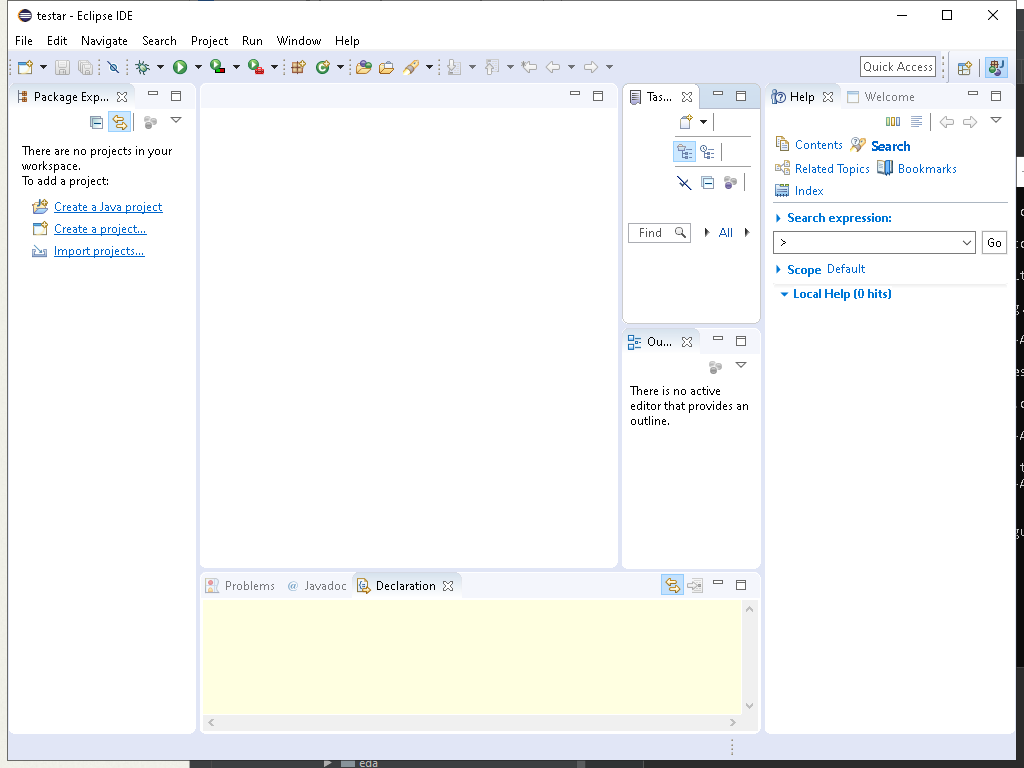 testar - Eclipse IDE
File Edit Navigate Search Project Run Window Help
Quick Access
Package Exp...
There are no projects in your
workspace.
To add a project:
Create a Java project
Create a project...
Import projects...
Tas...
Find
All
Ou...
There is no active
editor that provides an
outline.
Help
Welcome
Contents
Search
Related Topics
Bookmarks
Index
Search expression:
>
Go
Scope Default
Local Help (0 hits)
Problems
@ Javadoc
Declaration
eda